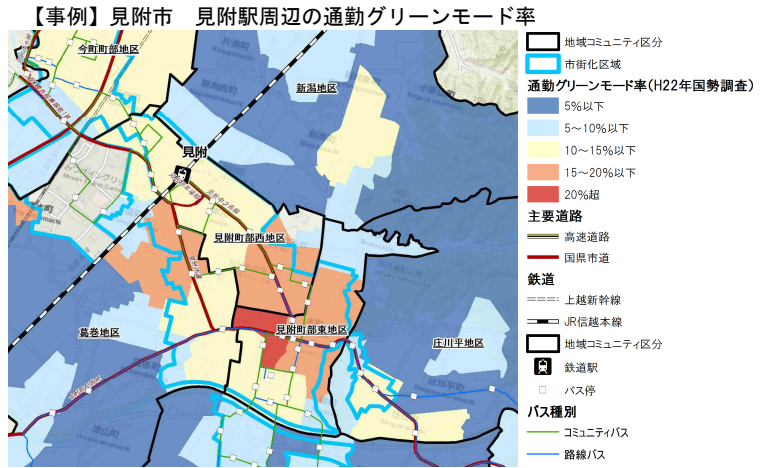 【事例】見附市　見附駅周辺の通勤グリーンモード率
今町町部地区
新潟地区
見附
見附町部西地区
見附町部東地区
葛巻地区
庄川平地区
庄川平町
地域コミュニティ区分
市街化区域
通勤グリーンモード率(H22年国勢調査)
5%以下
5～10%以下
10～15%以下
15～20%以下
20%超
主要道路
高速道路
国県市道
鉄道
上越新幹線
JR信越本線
地域コミュニティ区分
鉄道駅
バス停
バス種別
コミュニティバス
路線バス